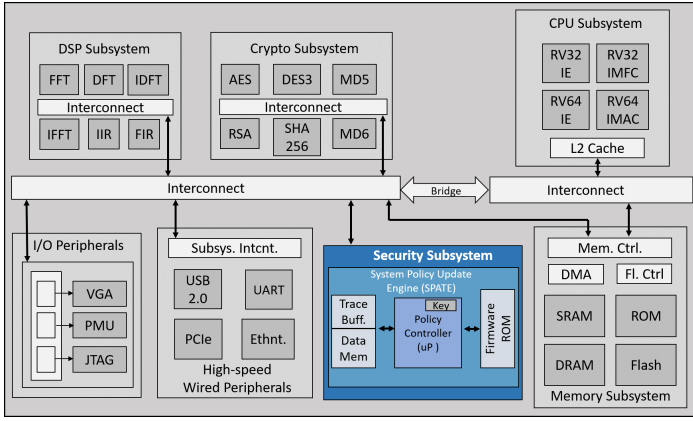 DSP Subsystem
FFT
DFT
IDFT
Interconnect
IFFT
IIR
FIR
Crypto Subsystem
AES
DES3
MD5
Interconnect
RSA
SHA
256
MD6
CPU Subsystem
RV32
IE
RV32
IMFC
RV64
IE
RV64
IMAC
L2 Cache
Interconnect
Bridge
Interconnect
I/O Peripherals
VGA
PMU
JTAG
Subsys. Intcnt.
USB
2.0
UART
PCIe
Ethnt.
High-speed
Wired Peripherals
Security Subsystem
System Policy Update
Engine (SPATE)
Trace
Buff.
Data
Mem
Key
Policy
Controller
(uP )
Firmware
ROM
Mem. Ctrl.
DMA
Fl. Ctrl
SRAM
ROM
DRAM
Flash
Memory Subsystem